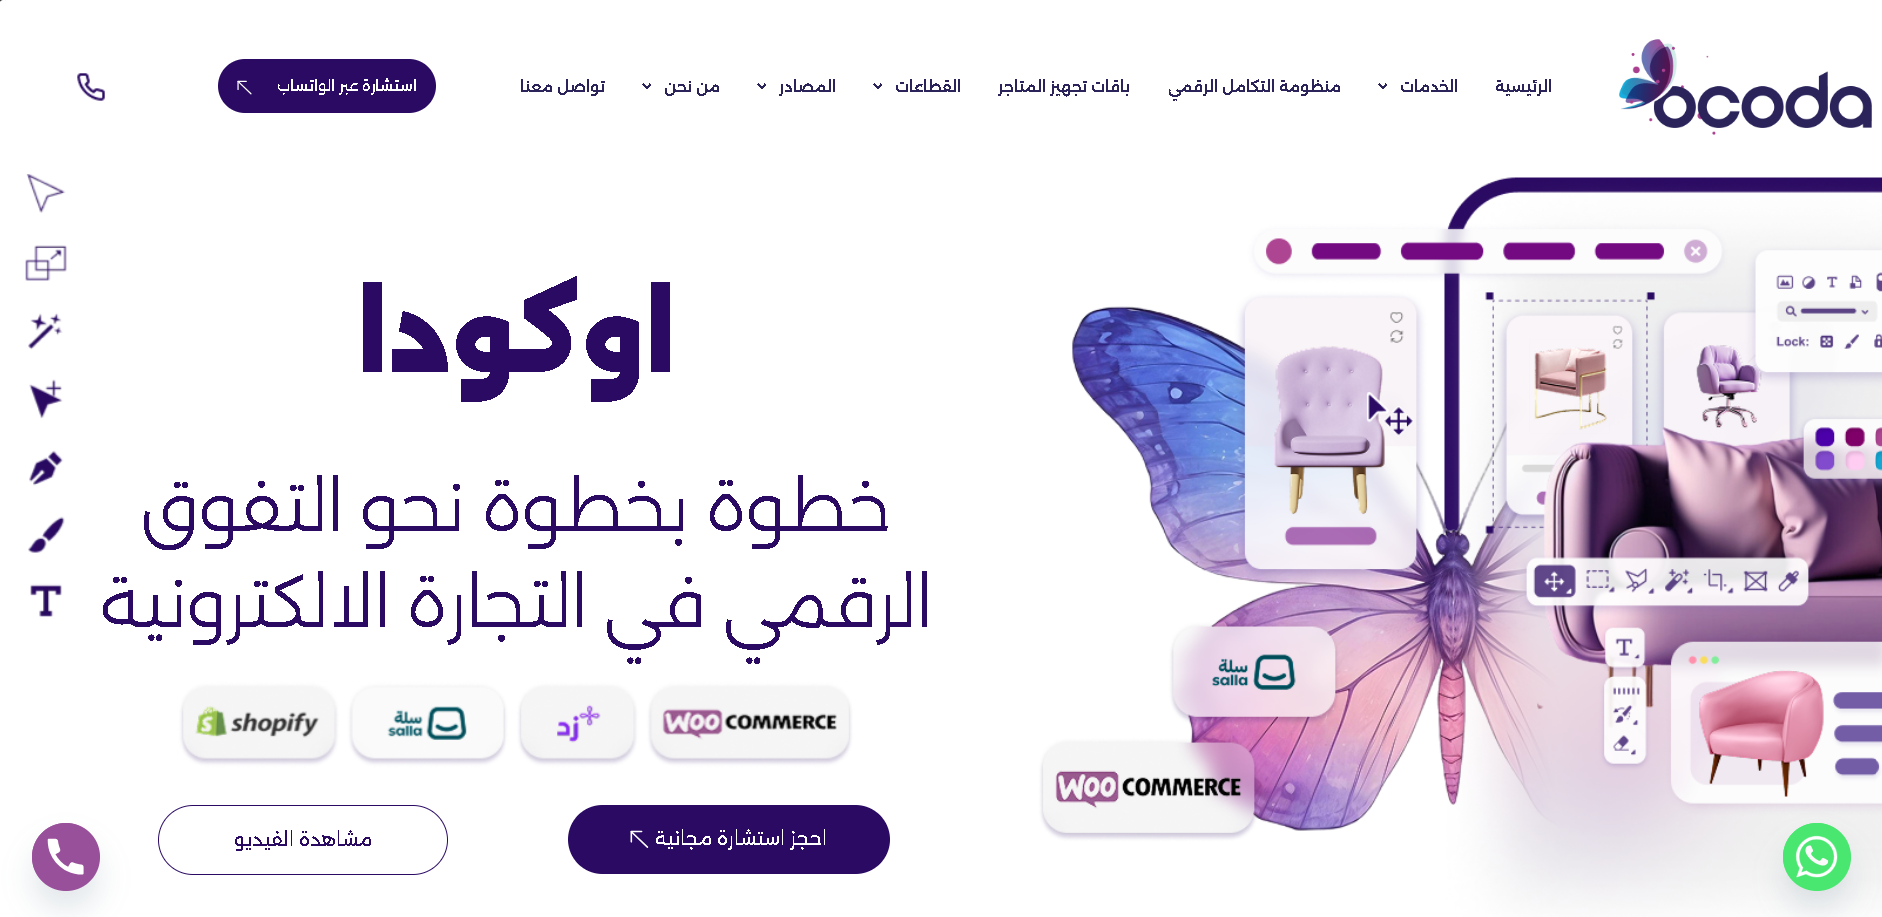 ocoda
الرئيسية
الخدمات
منظومة التكامل الرقمي
باقات تجهيز المتاجر
القطاعات
المصادر
من نحن
تواصل معنا
استشارة عبر الواتساب
اوكودا
خطوة بخطوة نحو التفوق
الرقمي في التجارة الالكترونية
WOO COMMERCE
زد
سلة
salla
shopify
احجز استشارة مجانية
مشاهدة الفيديو
T
T
Lock:
سلة
salla
T
WOO COMMERCE